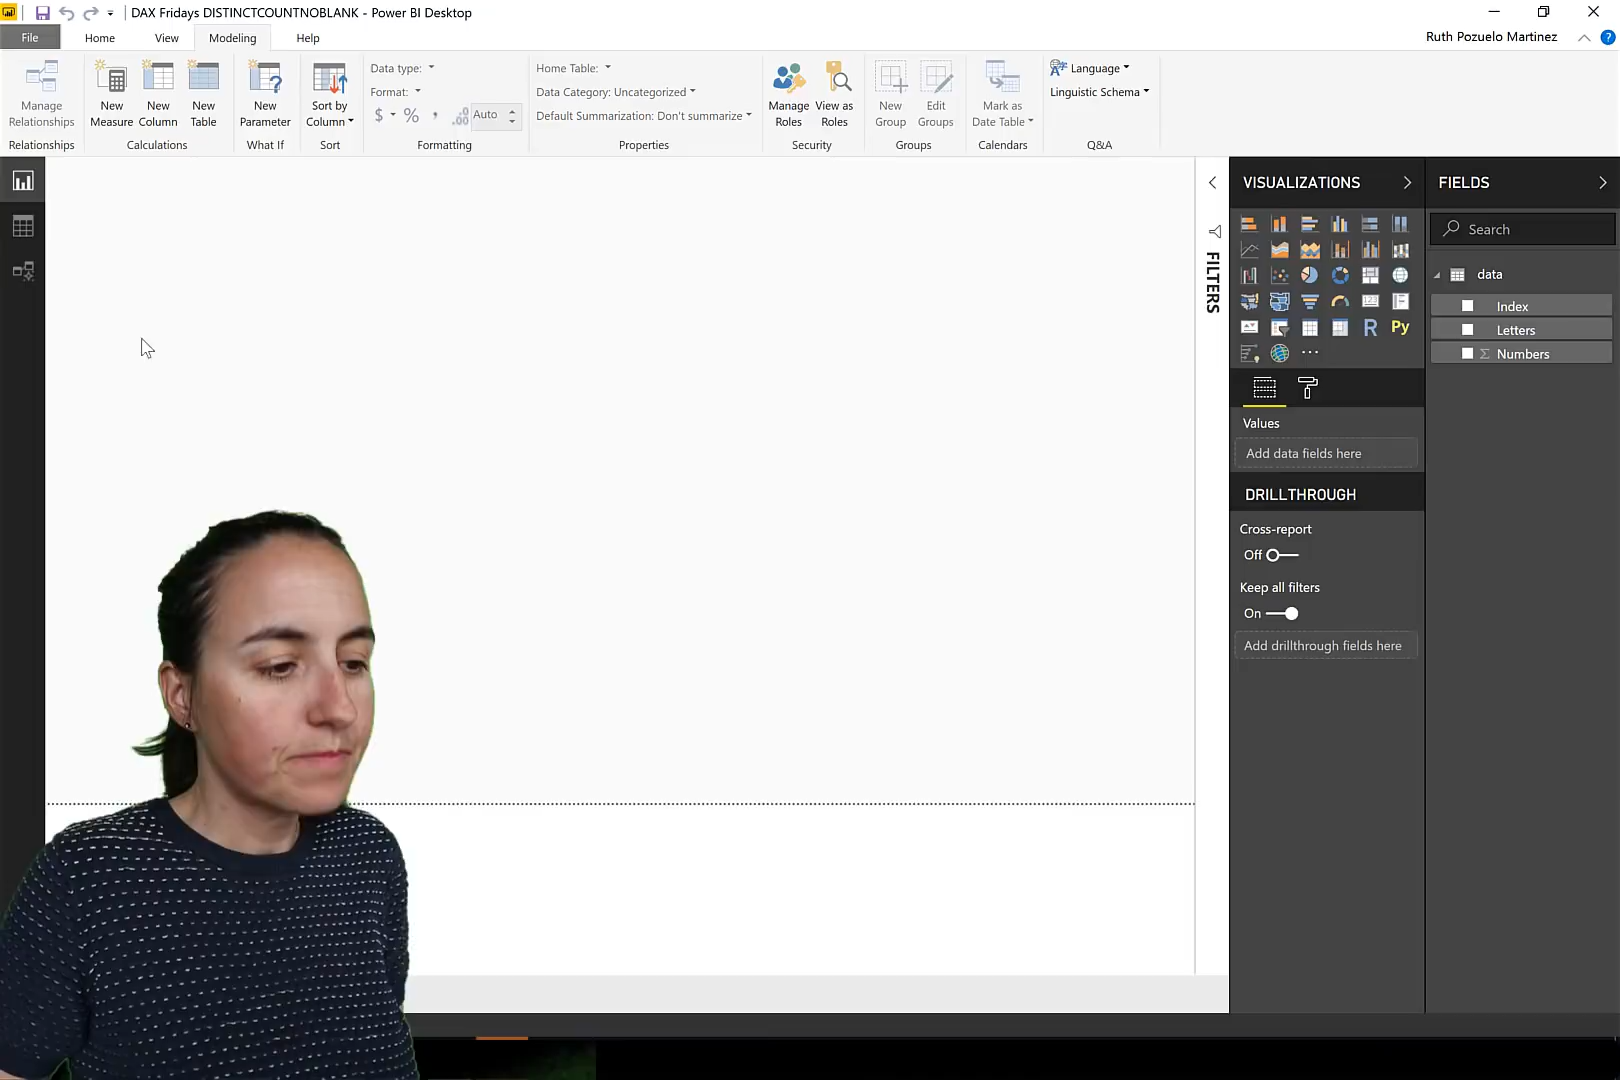 DAX Fridays DISTINCTCOUNTNOBLANK - Power BI Desktop
File
Home
View
Modeling
Help
Ruth Pozuelo Martinez
Manage
Relationships
New
Measure
New
Column
New
Table
New
Parameter
Sort by
Column
Data type:
Format:
$ % , Auto
Home Table:
Data Category: Uncategorized
Default Summarization: Don't summarize
Manage
Roles
View as
Roles
New
Group
Edit
Groups
Mark as
Date Table
Language
Linguistic Schema
Relationships
Calculations
What If
Sort
Formatting
Properties
Security
Groups
Calendars
Q&A
FILTERS
VISUALIZATIONS
123
R
Py
Values
Add data fields here
DRILLTHROUGH
Cross-report
Off
Keep all filters
On
Add drillthrough fields here
FIELDS
Search
data
Index
Letters
Σ Numbers